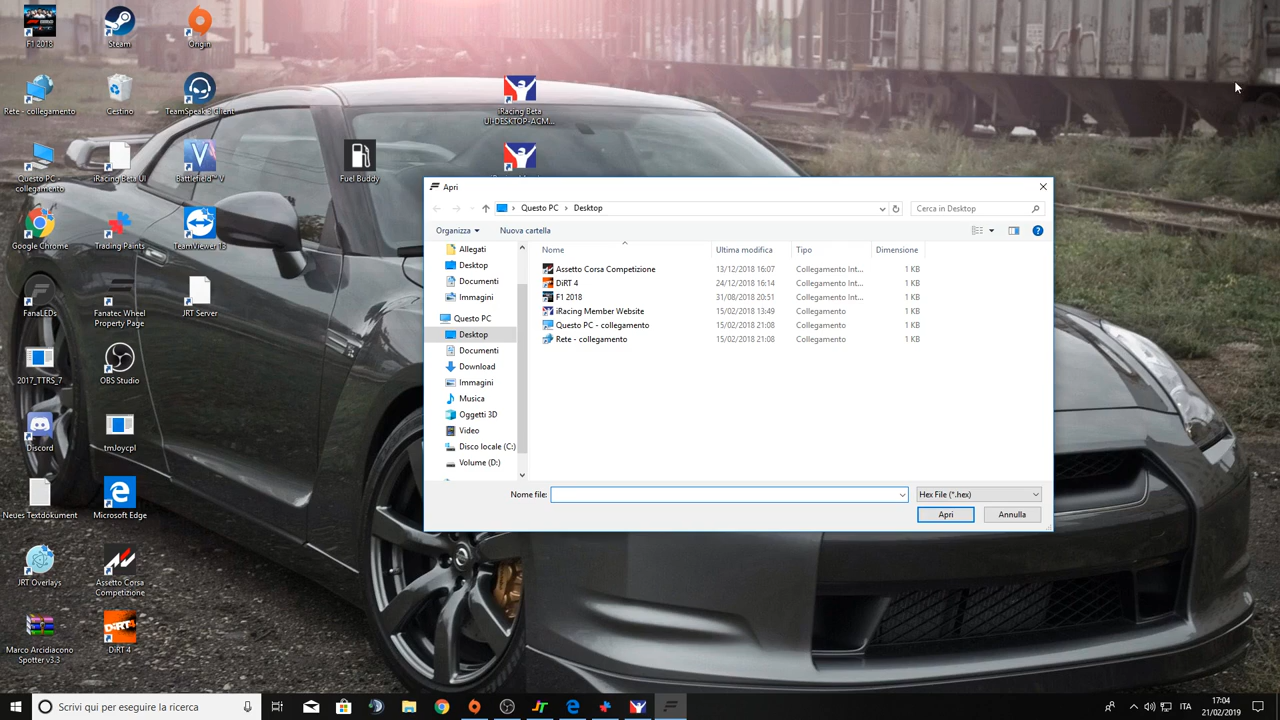 F1 2018
Steam
Origin
Rete - collegamento
Cestino
TeamSpeak 3 Client
iRacing Beta
UI-DESKTOP-ACM...
Questo PC -
collegamento
iRacing Beta UI
Battlefield™ V
Fuel Buddy
Google Chrome
Trading Paints
TeamViewer 13
FanaLEDs
Fanatec Wheel
Property Page
JRT Server
2017_TTRS_7
OBS Studio
Discord
tmJoycpl
Neues Textdokument
Microsoft Edge
JRT Overlays
Assetto Corsa
Competizione
Marco Arcidiacono
Spotter v3.3
DiRT 4
Apri
Questo PC > Desktop
Cerca in Desktop
Organizza
Nuova cartella
Allegati
Desktop
Documenti
Immagini
Questo PC
Desktop
Documenti
Download
Immagini
Musica
Oggetti 3D
Video
Disco locale (C:)
Volume (D:)
Nome Ultima modifica Tipo Dimensione
Assetto Corsa Competizione 13/12/2018 16:07 Collegamento Int... 1 KB
DiRT 4 24/12/2018 16:14 Collegamento Int... 1 KB
F1 2018 31/08/2018 20:51 Collegamento Int... 1 KB
iRacing Member Website 15/02/2018 13:49 Collegamento 1 KB
Questo PC - collegamento 15/02/2018 21:08 Collegamento 1 KB
Rete - collegamento 15/02/2018 21:08 Collegamento 1 KB
Nome file:
Hex File (*.hex)
Apri
Annulla
Scrivi qui per eseguire la ricerca
ITA
17:04
21/02/2019